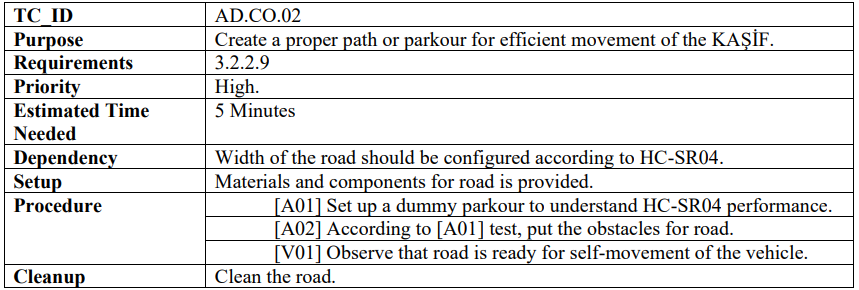 TC_ID AD.CO.02
Purpose Create a proper path or parkour for efficient movement of the KAŞİF.
Requirements 3.2.2.9
Priority High.
Estimated Time Needed 5 Minutes
Dependency Width of the road should be configured according to HC-SR04.
Setup Materials and components for road is provided.
Procedure [A01] Set up a dummy parkour to understand HC-SR04 performance.
[A02] According to [A01] test, put the obstacles for road.
[V01] Observe that road is ready for self-movement of the vehicle.
Cleanup Clean the road.